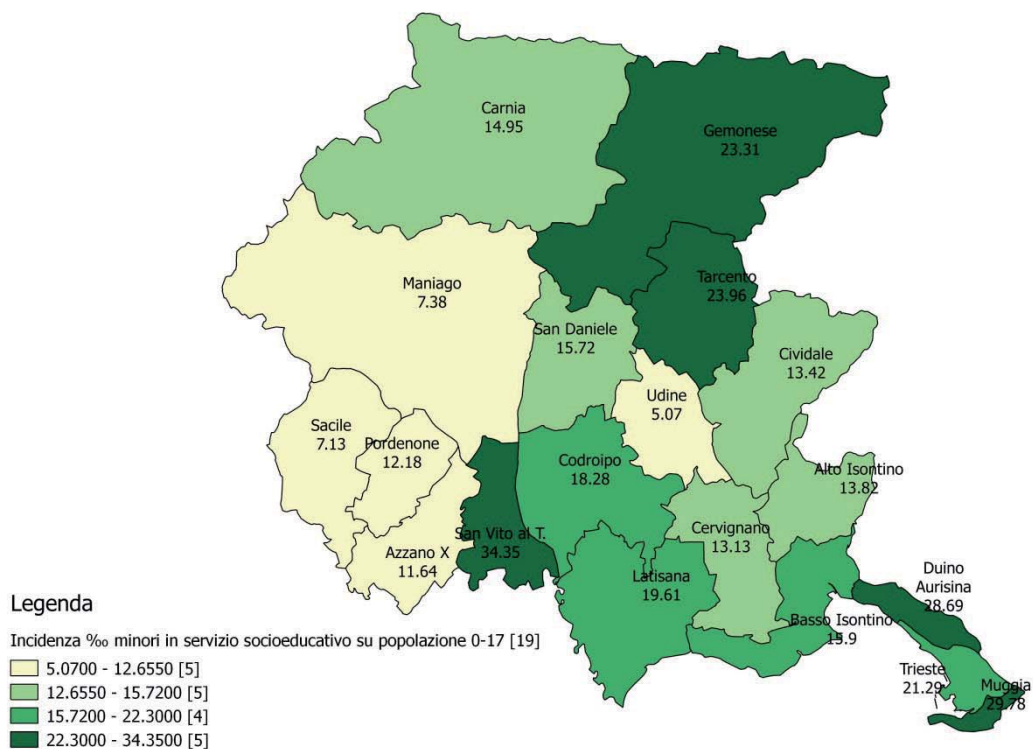 Carnia
14.95
Gemonese
23.31
Maniago
7.38
Tarcento
23.96
San Daniele
15.72
Cividale
13.42
Udine
5.07
Sacile
7.13
Pordenone
12.18
Codroipo
18.28
Alto Isontino
13.82
Cervignano
13.13
San Vito al T.
34.35
Azzano X
11.64
Latisana
19.61
Duino
Aurisina
28.69
Basso Isontino
15.9
Trieste
21.29
Muggia
29.78
Legenda
Incidenza ‰ minori in servizio socioeducativo su popolazione 0-17 [19]
5.0700 - 12.6550 [5]
12.6550 - 15.7200 [5]
15.7200 - 22.3000 [4]
22.3000 - 34.3500 [5]